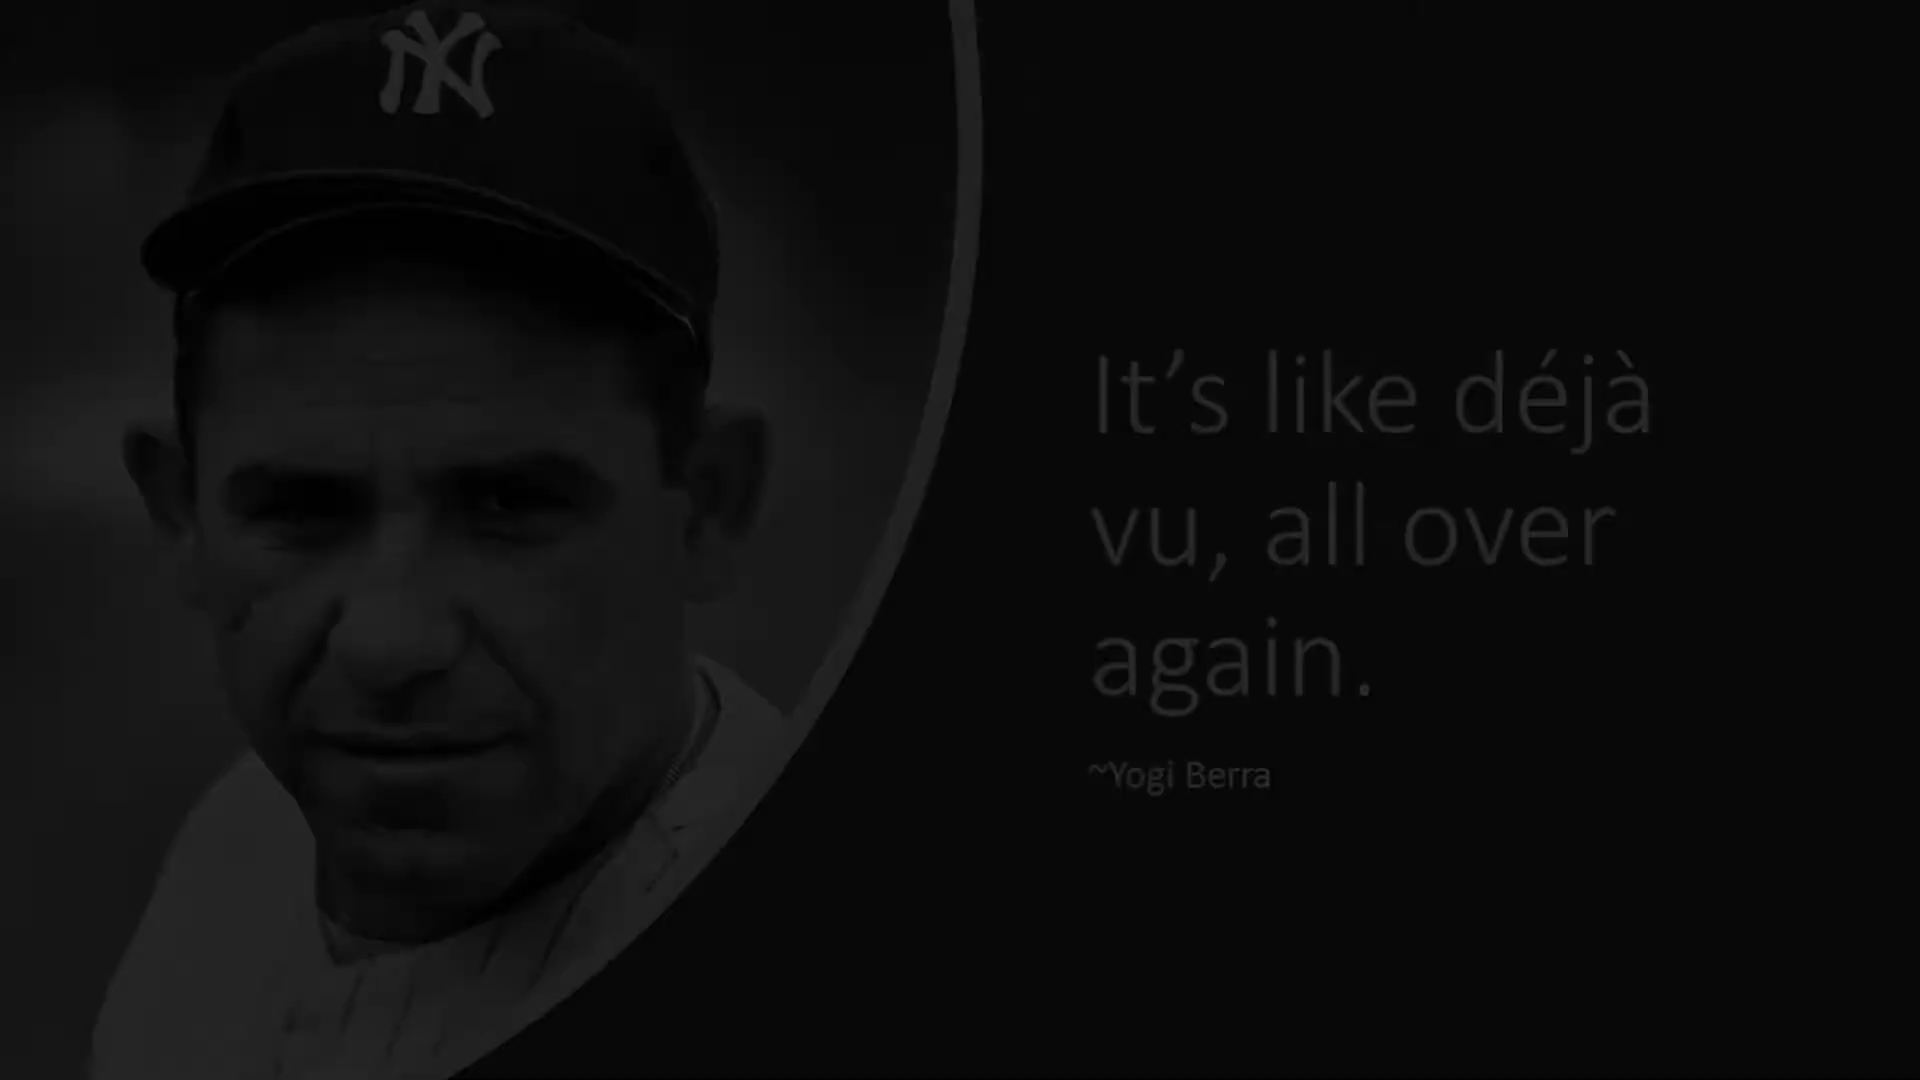 NY
It’s like déjà
vu, all over
again.
~Yogi Berra